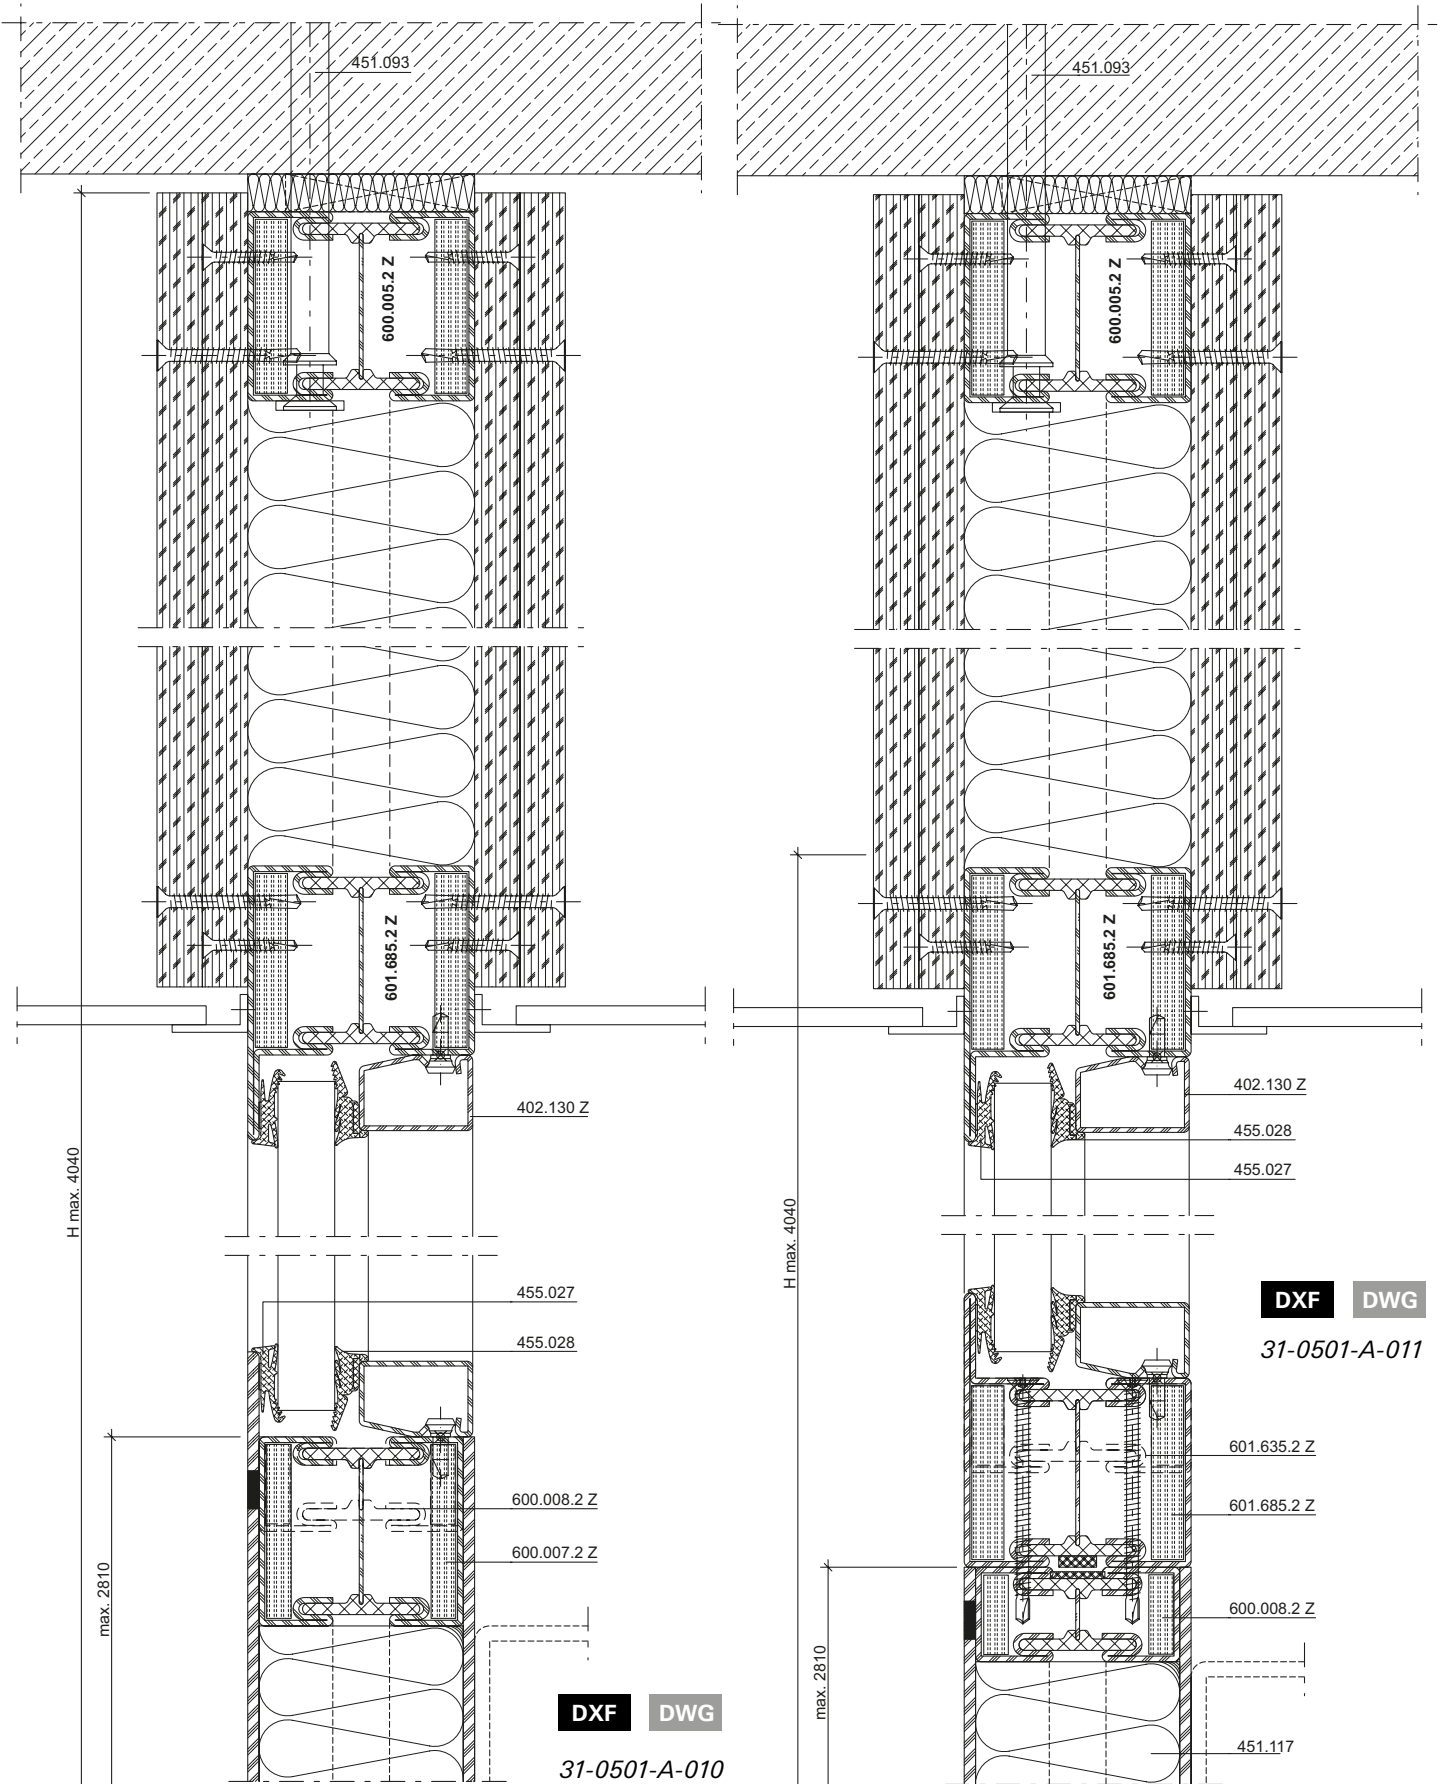 451.093
600.005.2 Z
601.685.2 Z
402.130 Z
H max. 4040
455.027
455.028
600.008.2 Z
600.007.2 Z
max. 2810
DXF DWG
31-0501-A-010
451.093
600.005.2 Z
601.685.2 Z
402.130 Z
455.028
455.027
H max. 4040
DXF DWG
31-0501-A-011
601.635.2 Z
601.685.2 Z
600.008.2 Z
max. 2810
451.117